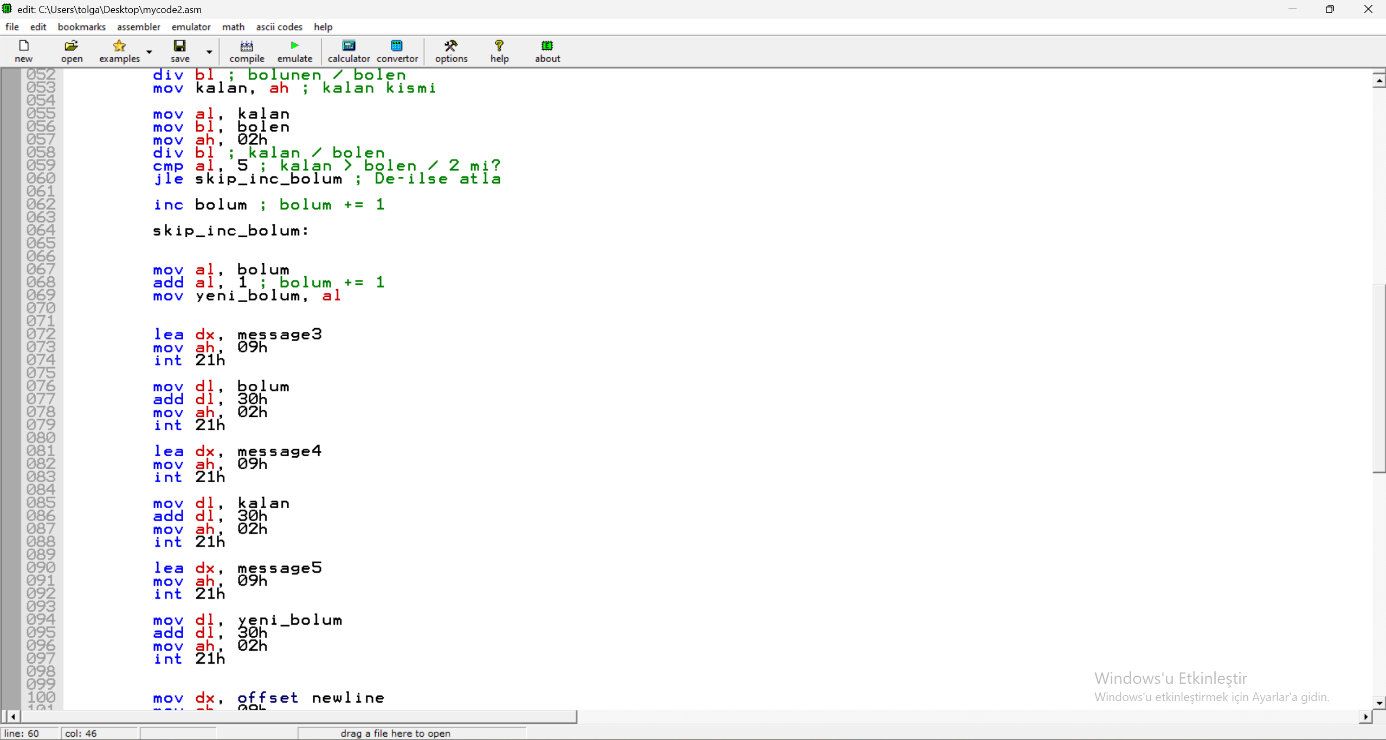 edit: C:\Users\tolga\Desktop\mycode2.asm
file edit bookmarks assembler emulator math ascii codes help
new open examples save compile emulate calculator convertor options help about
052 div bl ; bolunen / bolen
053 mov kalan, ah ; kalan kismi
054
055 mov al, kalan
056 mov bl, bolen
057 mov ah, 02h
058 div bl ; kalan / bolen
059 cmp al, 5 ; kalan > bolen / 2 mi?
060 jle skip_inc_bolum ; De-ilse atla
061
062 inc bolum ; bolum += 1
063
064 skip_inc_bolum:
065
066
067 mov al, bolum
068 add al, 1 ; bolum += 1
069 mov yeni_bolum, al
070
071
072 lea dx, message3
073 mov ah, 09h
074 int 21h
075
076 mov dl, bolum
077 add dl, 30h
078 mov ah, 02h
079 int 21h
080
081 lea dx, message4
082 mov ah, 09h
083 int 21h
084
085 mov dl, kalan
086 add dl, 30h
087 mov ah, 02h
088 int 21h
089
090 lea dx, message5
091 mov ah, 09h
092 int 21h
093
094 mov dl, yeni_bolum
095 add dl, 30h
096 mov ah, 02h
097 int 21h
098
099
100 mov dx, offset newline
Windows'u Etkinleştir
Windows'u etkinleştirmek için Ayarlar'a gidin.
line: 60 col: 46 drag a file here to open